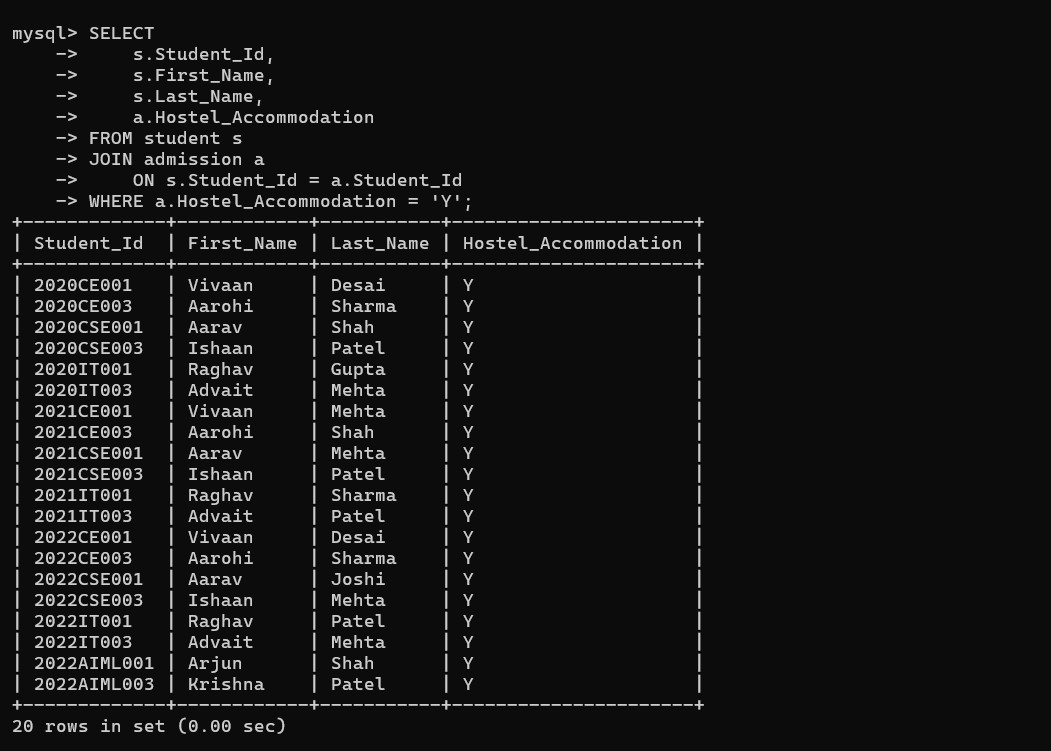 mysql> SELECT
    ->     s.Student_Id,
    ->     s.First_Name,
    ->     s.Last_Name,
    ->     a.Hostel_Accommodation
    -> FROM student s
    -> JOIN admission a
    ->     ON s.Student_Id = a.Student_Id
    -> WHERE a.Hostel_Accommodation = 'Y';
+-------------+------------+-----------+----------------------+
| Student_Id  | First_Name | Last_Name | Hostel_Accommodation |
+-------------+------------+-----------+----------------------+
| 2020CE001   | Vivaan     | Desai     | Y                    |
| 2020CE003   | Aarohi     | Sharma    | Y                    |
| 2020CSE001  | Aarav      | Shah      | Y                    |
| 2020CSE003  | Ishaan     | Patel     | Y                    |
| 2020IT001   | Raghav     | Gupta     | Y                    |
| 2020IT003   | Advait     | Mehta     | Y                    |
| 2021CE001   | Vivaan     | Mehta     | Y                    |
| 2021CE003   | Aarohi     | Shah      | Y                    |
| 2021CSE001  | Aarav      | Mehta     | Y                    |
| 2021CSE003  | Ishaan     | Patel     | Y                    |
| 2021IT001   | Raghav     | Sharma    | Y                    |
| 2021IT003   | Advait     | Patel     | Y                    |
| 2022CE001   | Vivaan     | Desai     | Y                    |
| 2022CE003   | Aarohi     | Sharma    | Y                    |
| 2022CSE001  | Aarav      | Joshi     | Y                    |
| 2022CSE003  | Ishaan     | Mehta     | Y                    |
| 2022IT001   | Raghav     | Patel     | Y                    |
| 2022IT003   | Advait     | Mehta     | Y                    |
| 2022AIML001 | Arjun      | Shah      | Y                    |
| 2022AIML003 | Krishna    | Patel     | Y                    |
+-------------+------------+-----------+----------------------+
20 rows in set (0.00 sec)